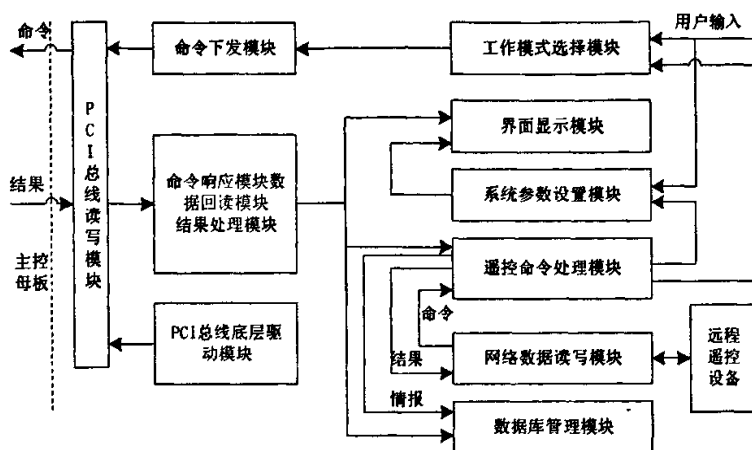 命令
命令下发模块
工作模式选择模块
用户输入
PCI总线读写模块
界面显示模块
结果
命令响应模块数
据回读模块
结果处理模块
系统参数设置模块
主控
母板
遥控命令处理模块
命令
PCI总线底层驱
动模块
结果
网络数据读写模块
远程
遥控
设备
情报
数据库管理模块